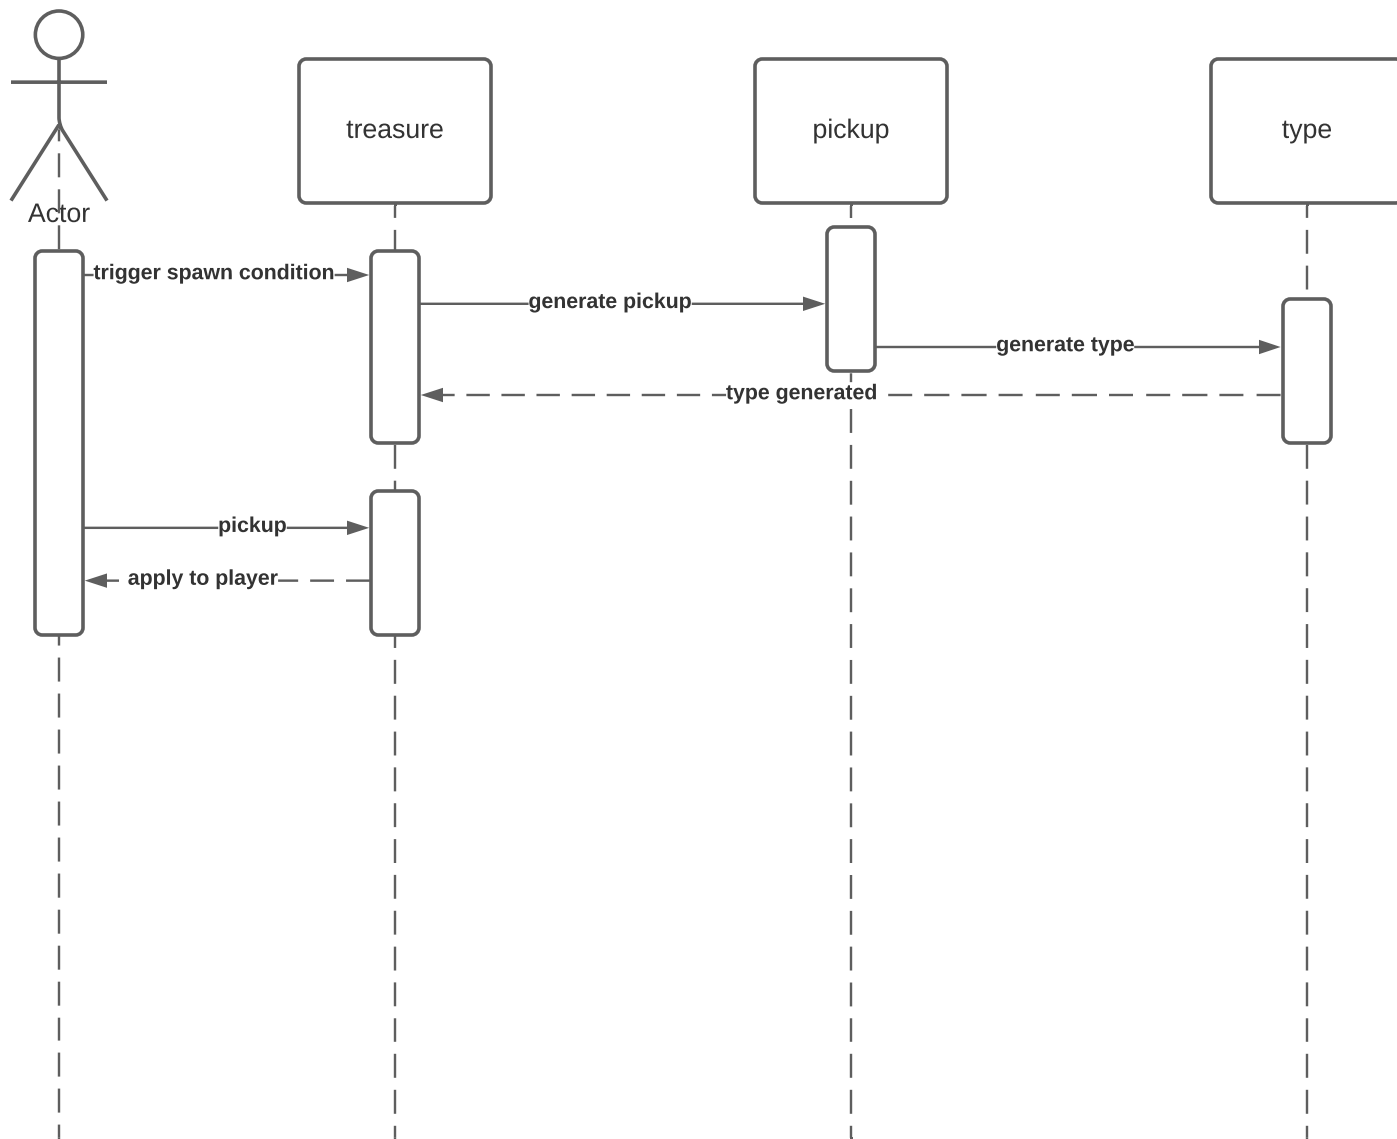 treasure
pickup
type
Actor
trigger spawn condition
generate pickup
generate type
type generated
pickup
apply to player